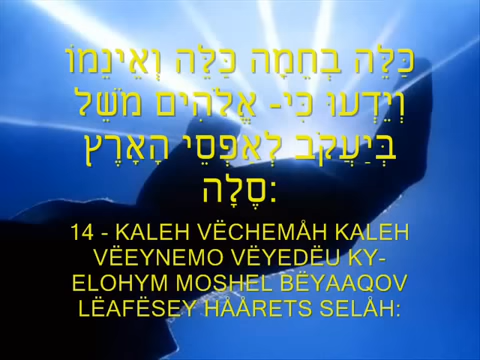 כַּלֵּה בְחֵמָה כַּלֵּה וְאֵינֵמוֹ
וְיֵדְעוּ כִּי- אֱלֹהִים מֹשֵׁל
בְּיַעֲקֹב לְאַפְסֵי הָאָרֶץ
סֶלָה:
14 - KALEH VËCHEMÅH KALEH
VËEYNEMO VËYEDËU KY-
ELOHYM MOSHEL BËYAAQOV
LËAFËSEY HAÅRETS SELÅH: